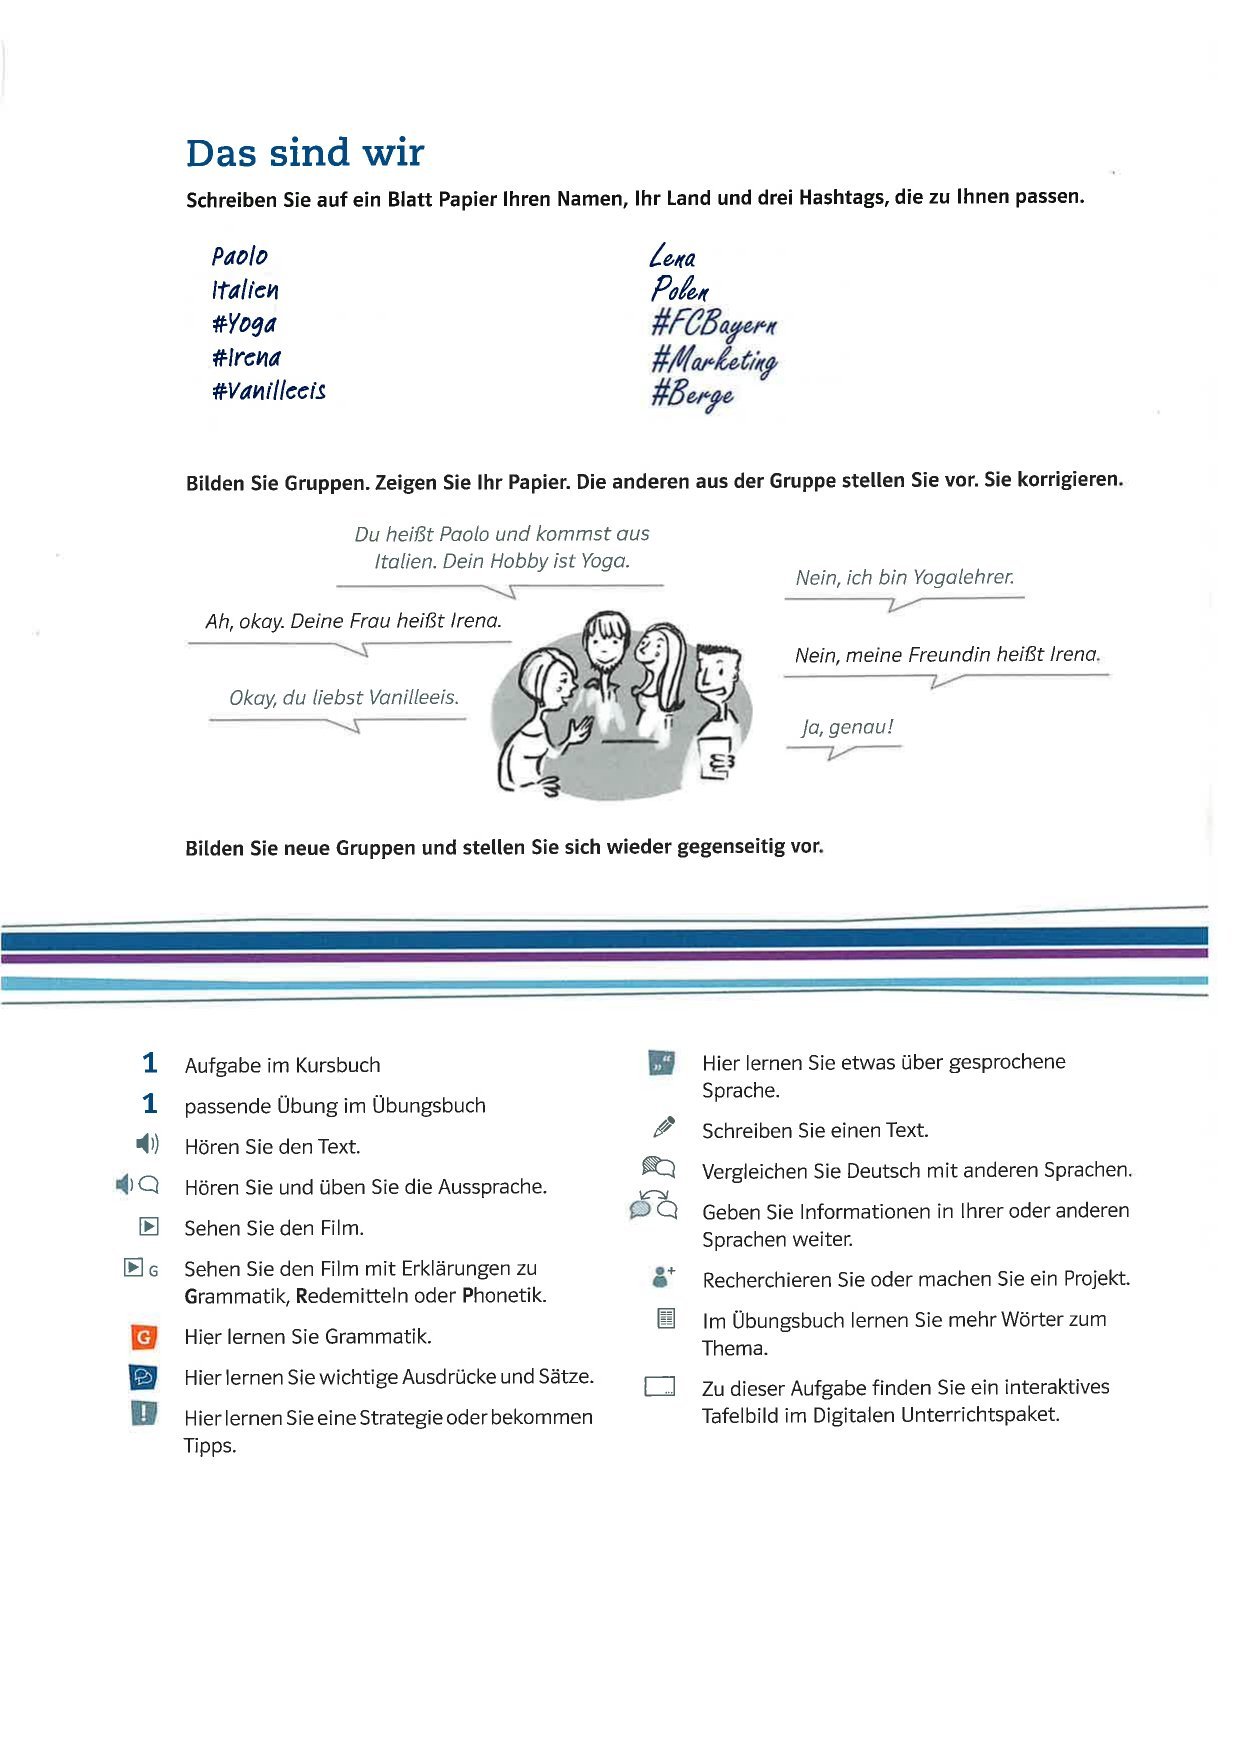 Das sind wir
Schreiben Sie auf ein Blatt Papier Ihren Namen, Ihr Land und drei Hashtags, die zu Ihnen passen.
Paolo
Italien
#Yoga
#Irena
#Vanilleeis
Lena
Polen
#FCBayern
#Marketing
#Berge
Bilden Sie Gruppen. Zeigen Sie Ihr Papier. Die anderen aus der Gruppe stellen Sie vor. Sie korrigieren.
Du heißt Paolo und kommst aus
Italien. Dein Hobby ist Yoga.
Nein, ich bin Yogalehrer.
Ah, okay. Deine Frau heißt Irena.
Nein, meine Freundin heißt Irena.
Okay, du liebst Vanilleeis.
Ja, genau!
Bilden Sie neue Gruppen und stellen Sie sich wieder gegenseitig vor.
1 Aufgabe im Kursbuch
1 passende Übung im Übungsbuch
Hören Sie den Text.
Hören Sie und üben Sie die Aussprache.
Sehen Sie den Film.
G Sehen Sie den Film mit Erklärungen zu
Grammatik, Redemitteln oder Phonetik.
G Hier lernen Sie Grammatik.
Hier lernen Sie wichtige Ausdrücke und Sätze.
! Hier lernen Sie eine Strategie oder bekommen
Tipps.
„“ Hier lernen Sie etwas über gesprochene
Sprache.
Schreiben Sie einen Text.
Vergleichen Sie Deutsch mit anderen Sprachen.
Geben Sie Informationen in Ihrer oder anderen
Sprachen weiter.
Recherchieren Sie oder machen Sie ein Projekt.
Im Übungsbuch lernen Sie mehr Wörter zum
Thema.
Zu dieser Aufgabe finden Sie ein interaktives
Tafelbild im Digitalen Unterrichtspaket.